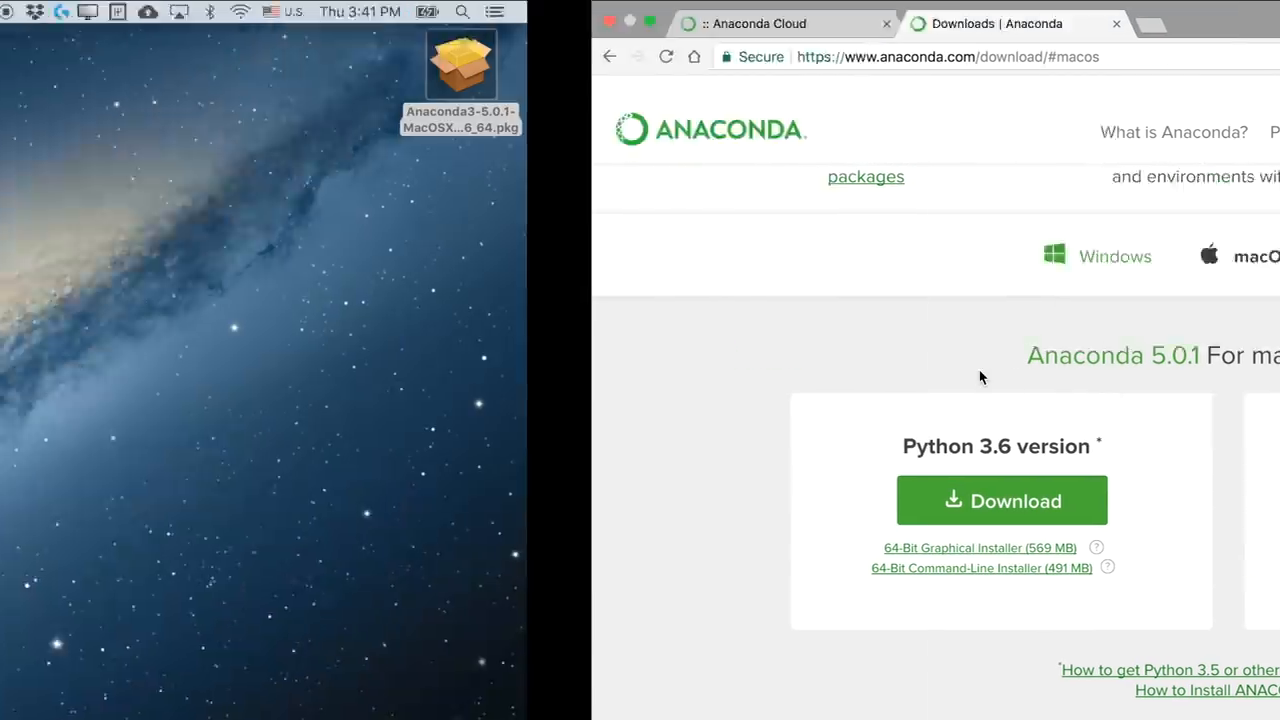 U.S.
Thu 3:41 PM
Anaconda3-5.0.1-
MacOSX...6_64.pkg
:: Anaconda Cloud
Downloads | Anaconda
Secure
https://www.anaconda.com/download/#macos
ANACONDA.
What is Anaconda?
P
packages
and environments wit
Windows
macO
Anaconda 5.0.1 For ma
Python 3.6 version *
Download
64-Bit Graphical Installer (569 MB) ?
64-Bit Command-Line Installer (491 MB) ?
*How to get Python 3.5 or other
How to Install ANACO